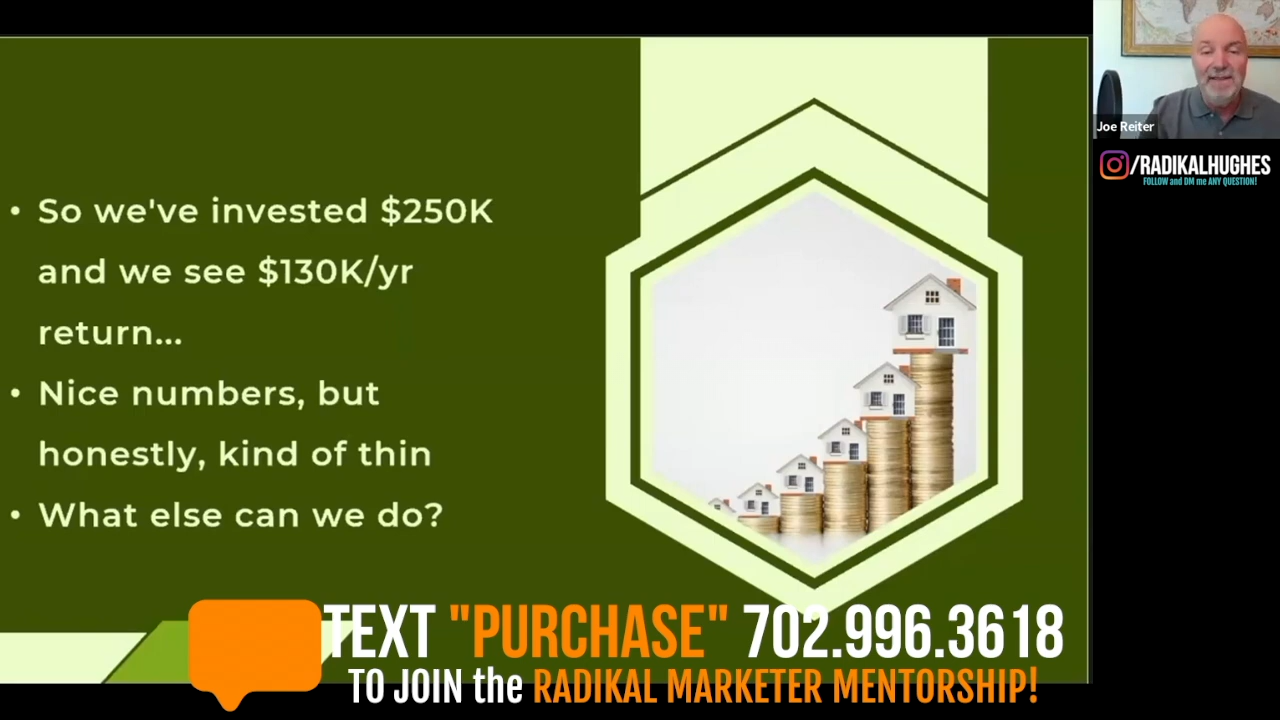 • So we've invested $250K
and we see $130K/yr
return...
• Nice numbers, but
honestly, kind of thin
• What else can we do?
Joe Reiter
/RADIKALHUGHES
FOLLOW and DM me ANY QUESTION!
TEXT "PURCHASE" 702.996.3618
TO JOIN the RADIKAL MARKETER MENTORSHIP!